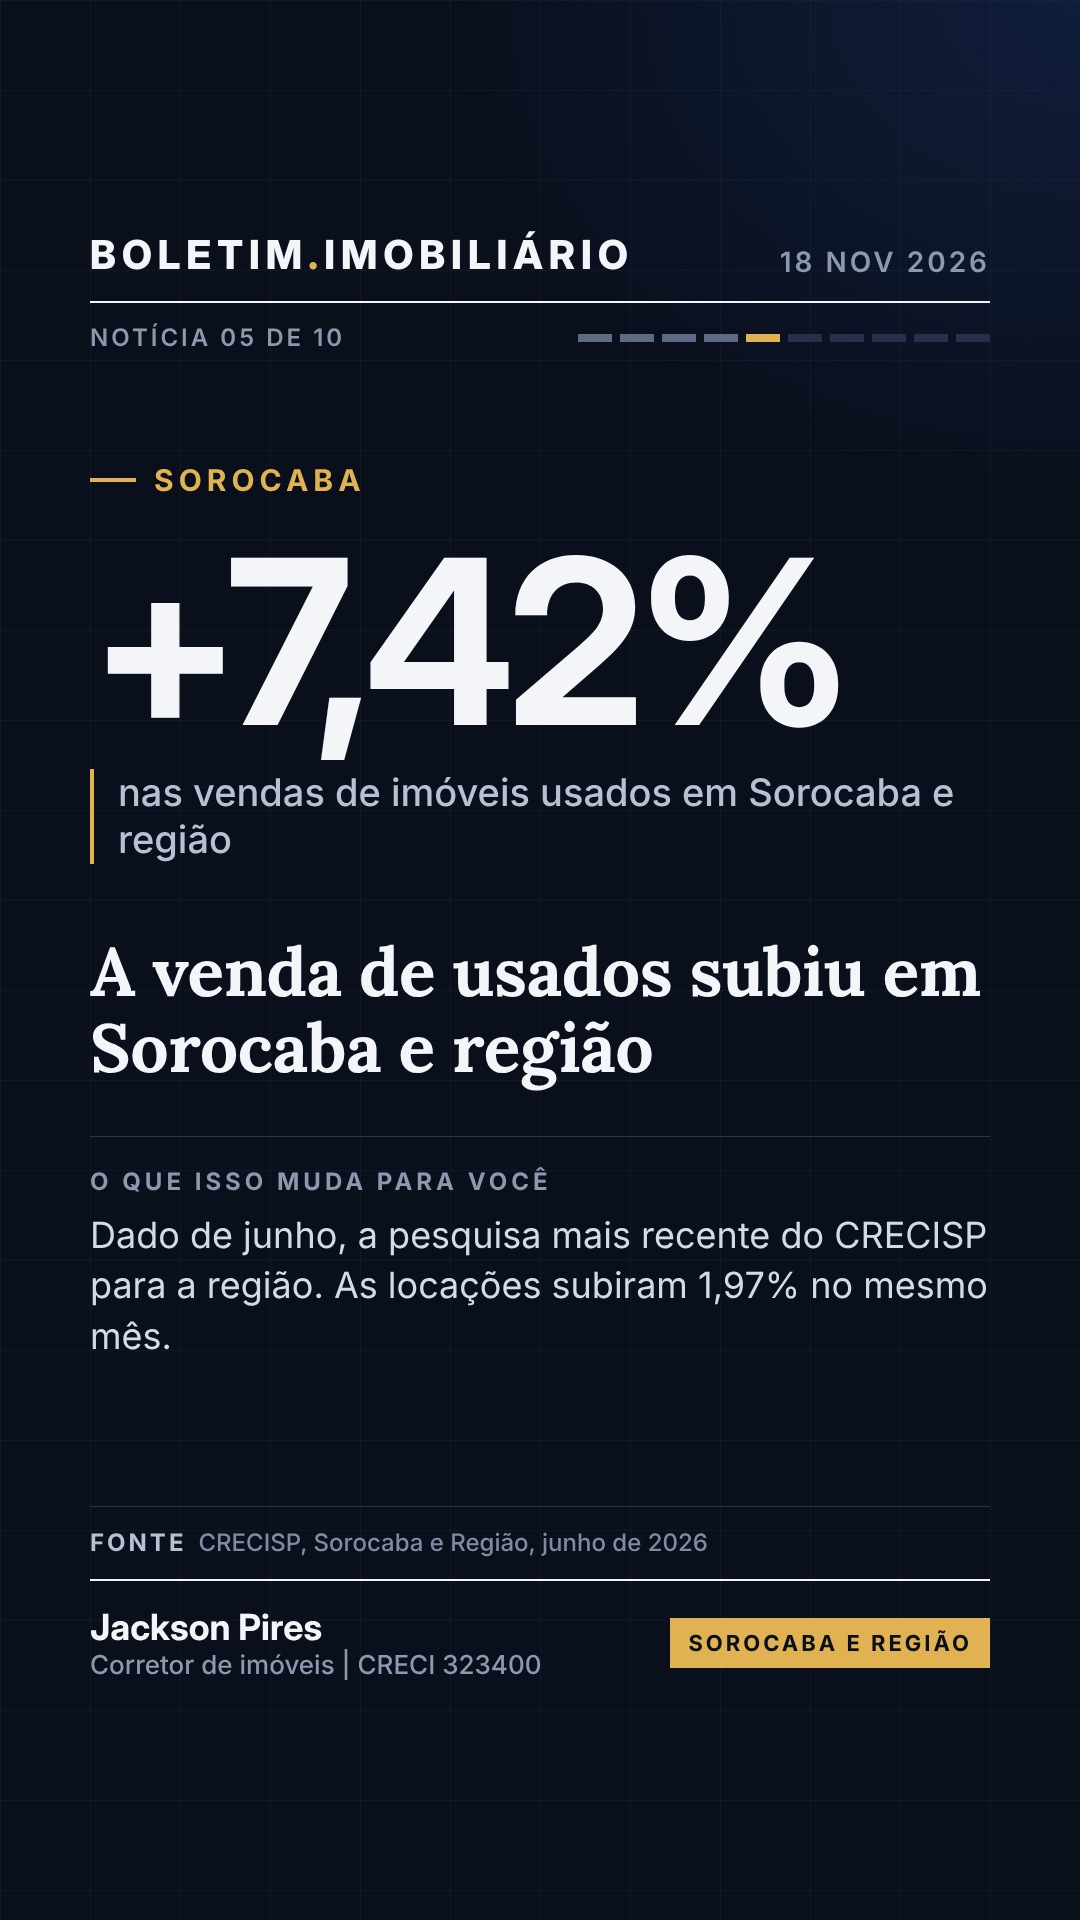 BOLETIM.IMOBILIÁRIO
18 NOV 2026
NOTÍCIA 05 DE 10
SOROCABA
+7,42%
nas vendas de imóveis usados em Sorocaba e
região
A venda de usados subiu em
Sorocaba e região
O QUE ISSO MUDA PARA VOCÊ
Dado de junho, a pesquisa mais recente do CRECISP
para a região. As locações subiram 1,97% no mesmo
mês.
FONTE CRECISP, Sorocaba e Região, junho de 2026
Jackson Pires
Corretor de imóveis | CRECI 323400
SOROCABA E REGIÃO